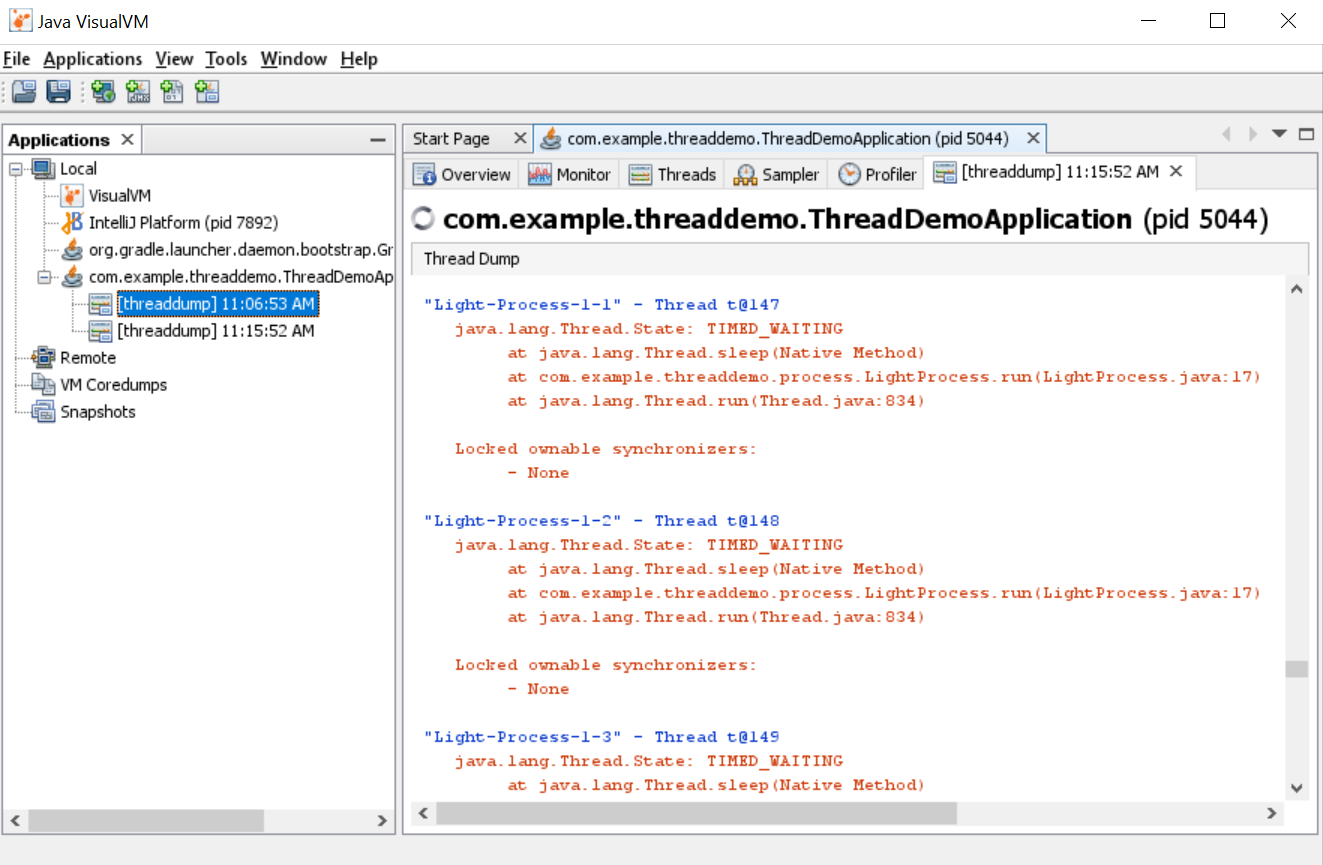 Java VisualVM
File Applications View Tools Window Help
Applications
Local
VisualVM
IntelliJ Platform (pid 7892)
org.gradle.launcher.daemon.bootstrap.Gr
com.example.threaddemo.ThreadDemoAp
[threaddump] 11:06:53 AM
[threaddump] 11:15:52 AM
Remote
VM Coredumps
Snapshots
Start Page com.example.threaddemo.ThreadDemoApplication (pid 5044)
Overview Monitor Threads Sampler Profiler [threaddump] 11:15:52 AM
com.example.threaddemo.ThreadDemoApplication (pid 5044)
Thread Dump
"Light-Process-1-1" - Thread t@147
java.lang.Thread.State: TIMED_WAITING
at java.lang.Thread.sleep(Native Method)
at com.example.threaddemo.process.LightProcess.run(LightProcess.java:17)
at java.lang.Thread.run(Thread.java:834)
Locked ownable synchronizers:
- None
"Light-Process-1-2" - Thread t@148
java.lang.Thread.State: TIMED_WAITING
at java.lang.Thread.sleep(Native Method)
at com.example.threaddemo.process.LightProcess.run(LightProcess.java:17)
at java.lang.Thread.run(Thread.java:834)
Locked ownable synchronizers:
- None
"Light-Process-1-3" - Thread t@149
java.lang.Thread.State: TIMED_WAITING
at java.lang.Thread.sleep(Native Method)